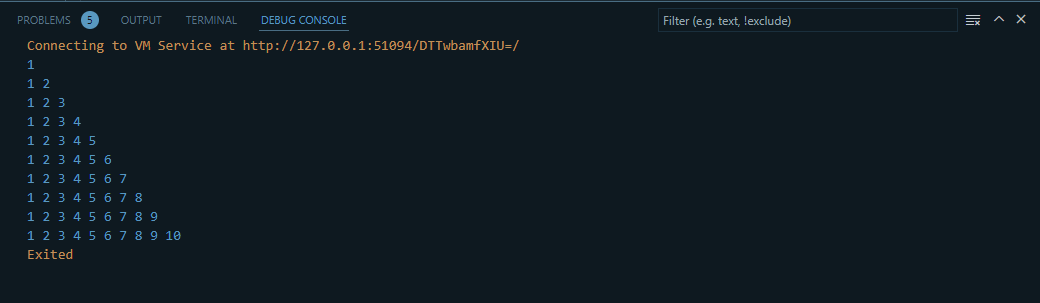 PROBLEMS 5 OUTPUT TERMINAL DEBUG CONSOLE Filter (e.g. text, !exclude)
Connecting to VM Service at http://127.0.0.1:51094/DTTwbamfXIU=/
1
1 2
1 2 3
1 2 3 4
1 2 3 4 5
1 2 3 4 5 6
1 2 3 4 5 6 7
1 2 3 4 5 6 7 8
1 2 3 4 5 6 7 8 9
1 2 3 4 5 6 7 8 9 10
Exited